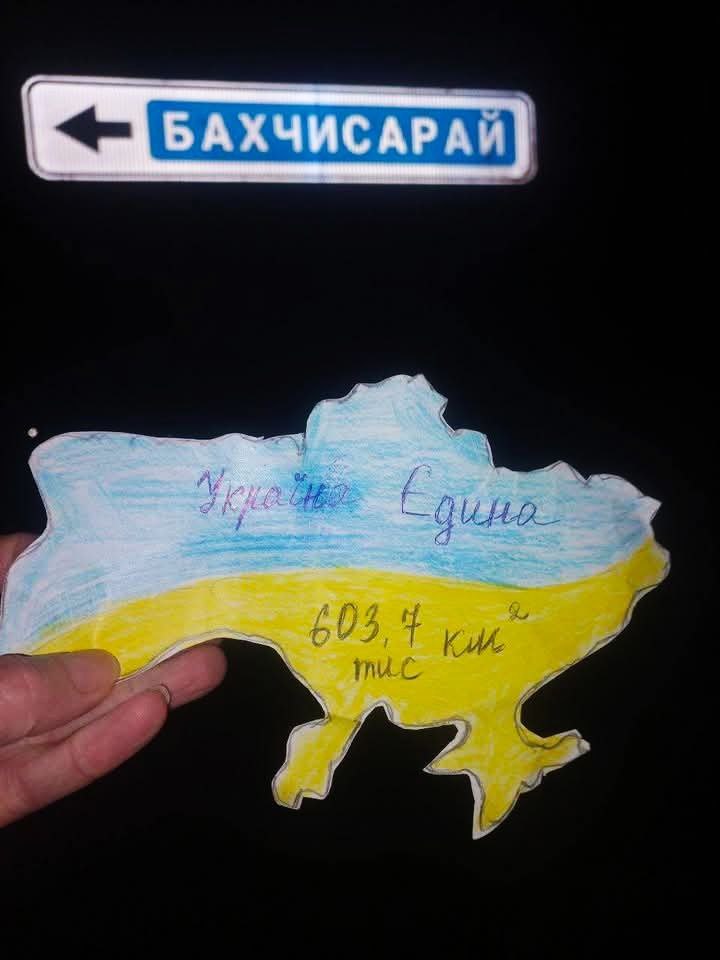 БАХЧИСАРАЙ
Україна Єдина
603,7 км²
тис